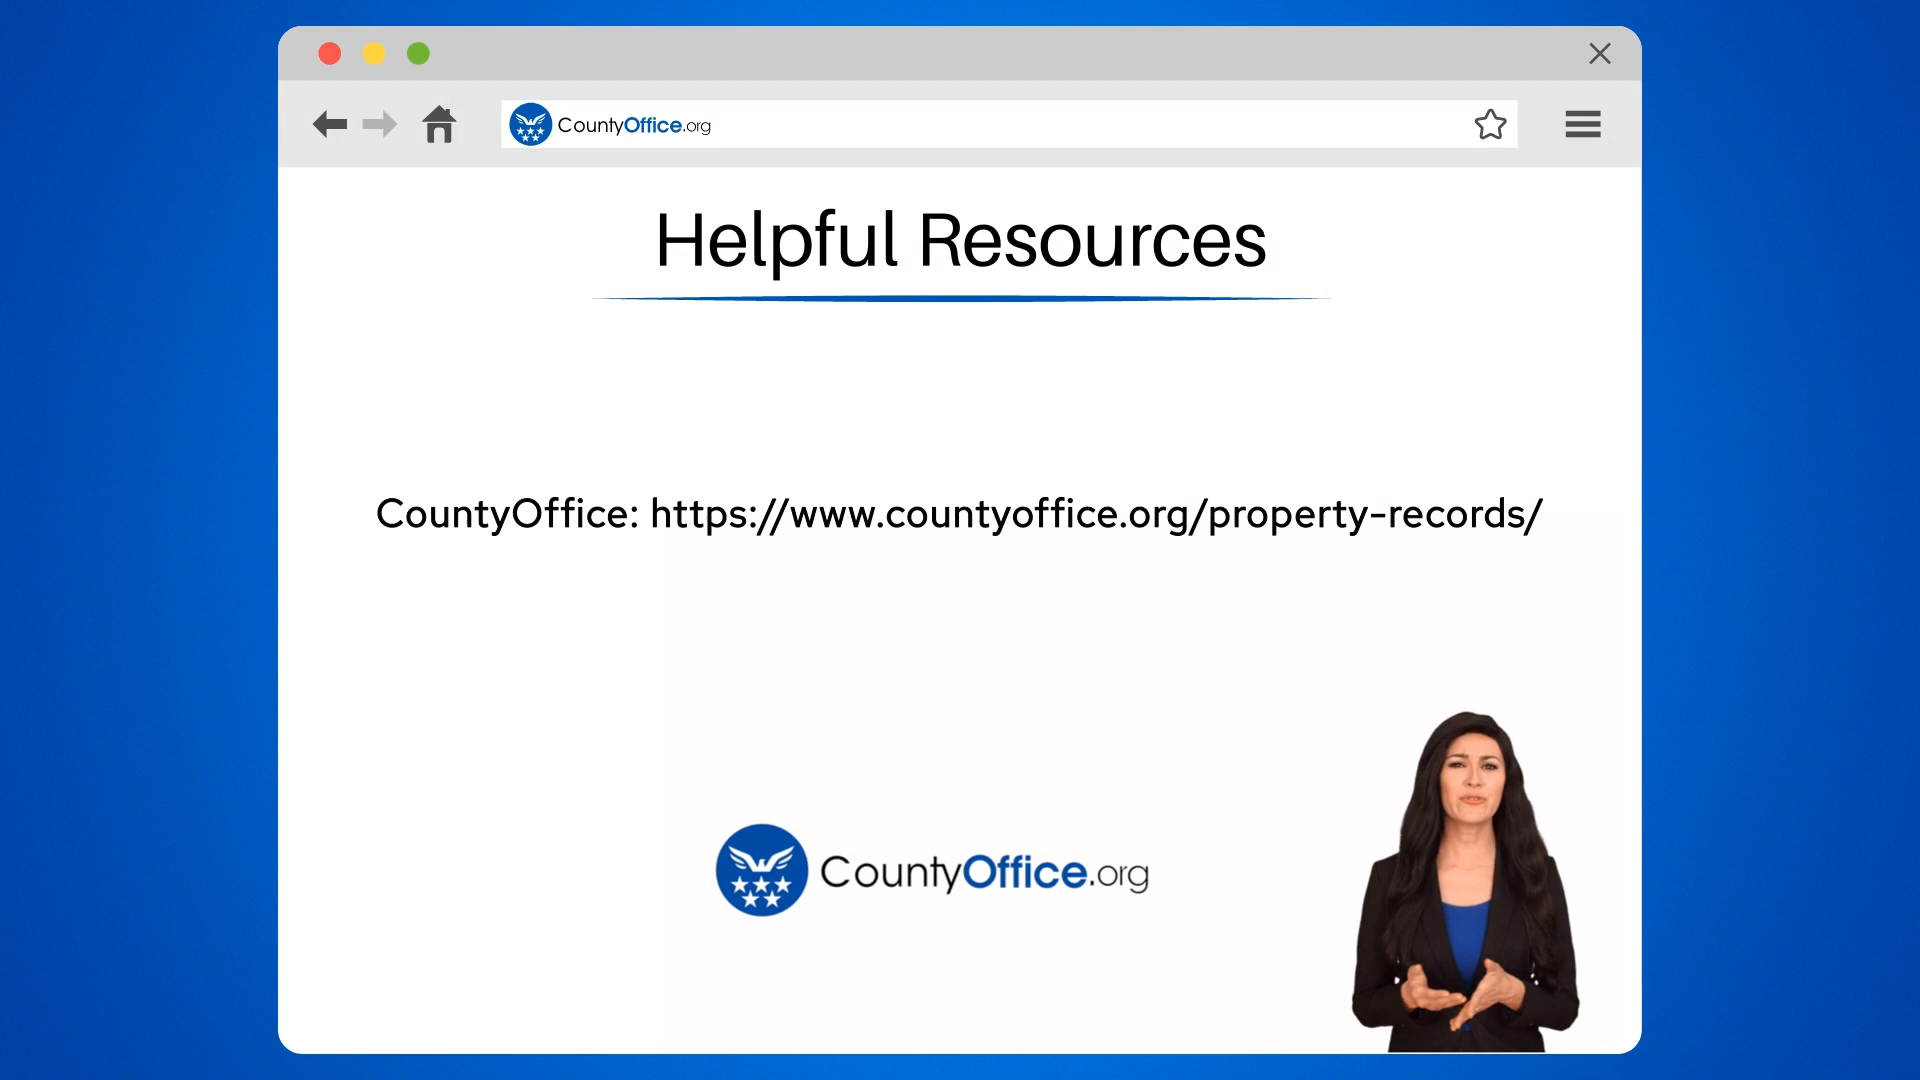 CountyOffice.org
Helpful Resources
CountyOffice: https://www.countyoffice.org/property-records/
CountyOffice.org